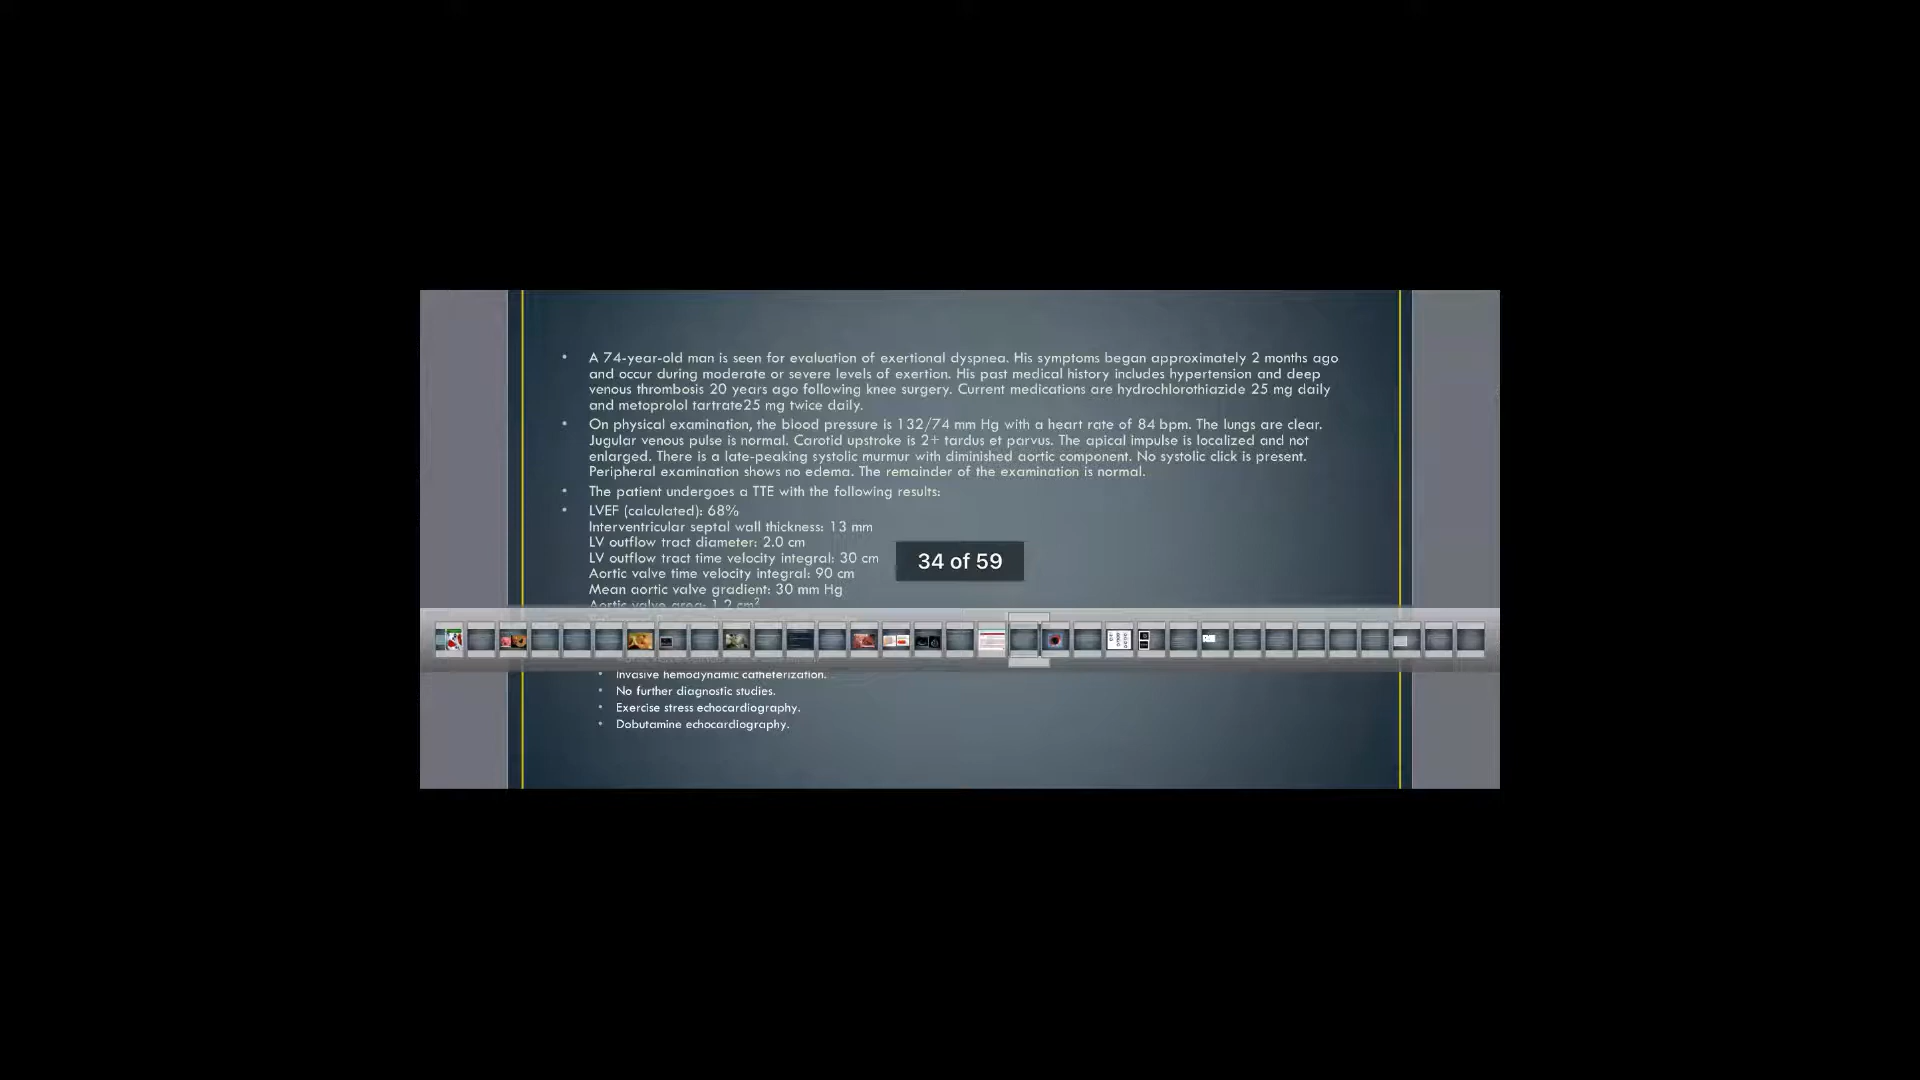 • A 74-year-old man is seen for evaluation of exertional dyspnea. His symptoms began approximately 2 months ago
and occur during moderate or severe levels of exertion. His past medical history includes hypertension and deep
venous thrombosis 20 years ago following knee surgery. Current medications are hydrochlorothiazide 25 mg daily
and metoprolol tartrate25 mg twice daily.
• On physical examination, the blood pressure is 132/74 mm Hg with a heart rate of 84 bpm. The lungs are clear.
Jugular venous pulse is normal. Carotid upstroke is 2+ tardus et parvus. The apical impulse is localized and not
enlarged. There is a late-peaking systolic murmur with diminished aortic component. No systolic click is present.
Peripheral examination shows no edema. The remainder of the examination is normal.
• The patient undergoes a TTE with the following results:
• LVEF (calculated): 68%
Interventricular septal wall thickness: 13 mm
LV outflow tract diameter: 2.0 cm
LV outflow tract time velocity integral: 30 cm
34 of 59
Aortic valve time velocity integral: 90 cm
Mean aortic valve gradient: 30 mm Hg
Aortic valve area: 1.2 cm²
• Invasive hemodynamic catheterization.
• No further diagnostic studies.
• Exercise stress echocardiography.
• Dobutamine echocardiography.